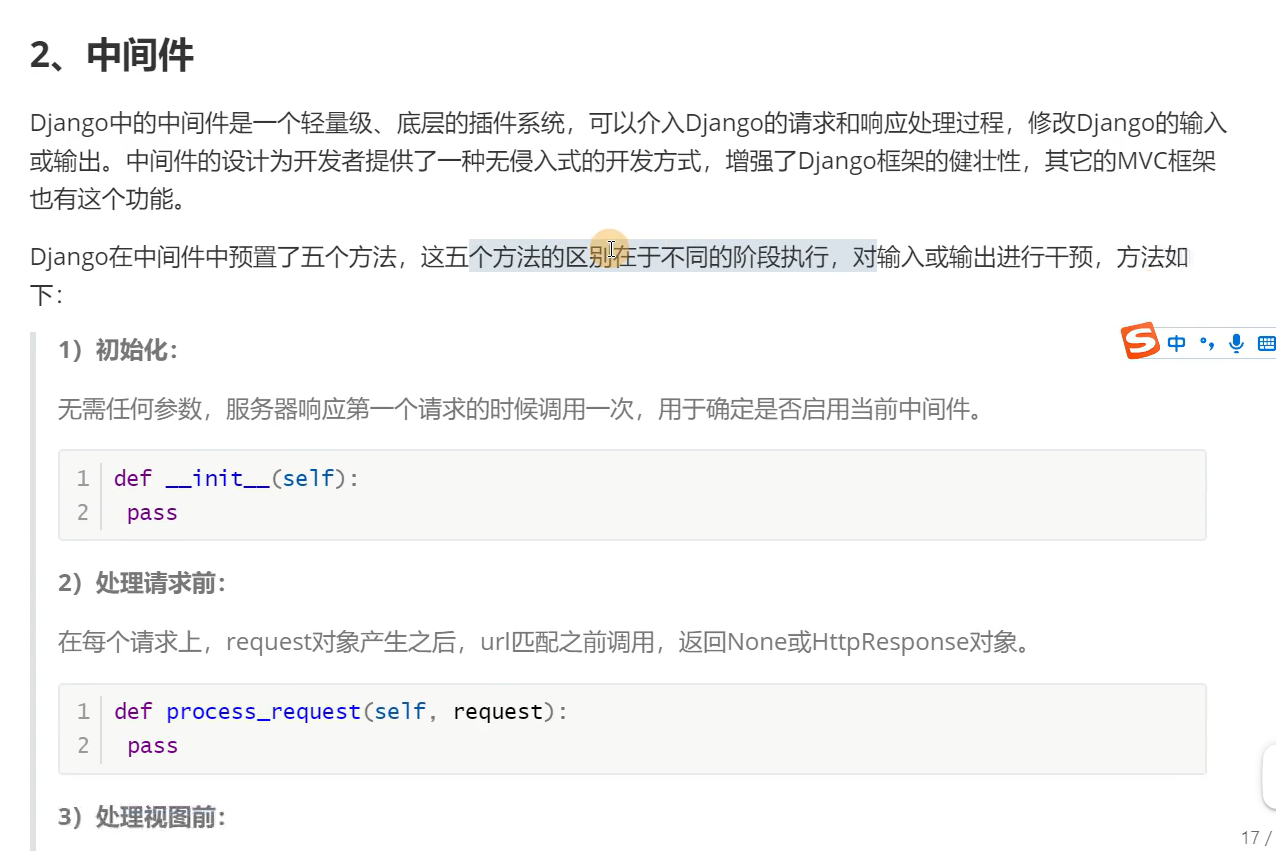 2、中间件
Django中的中间件是一个轻量级、底层的插件系统，可以介入Django的请求和响应处理过程，修改Django的输入
或输出。中间件的设计为开发者提供了一种无侵入式的开发方式，增强了Django框架的健壮性，其它的MVC框架
也有这个功能。
Django在中间件中预置了五个方法，这五个方法的区别在于不同的阶段执行，对输入或输出进行干预，方法如
下：
1）初始化：
中
无需任何参数，服务器响应第一个请求的时候调用一次，用于确定是否启用当前中间件。
1 def __init__(self):
2 pass
2）处理请求前：
在每个请求上，request对象产生之后，url匹配之前调用，返回None或HttpResponse对象。
1 def process_request(self, request):
2 pass
3）处理视图前：
17 /